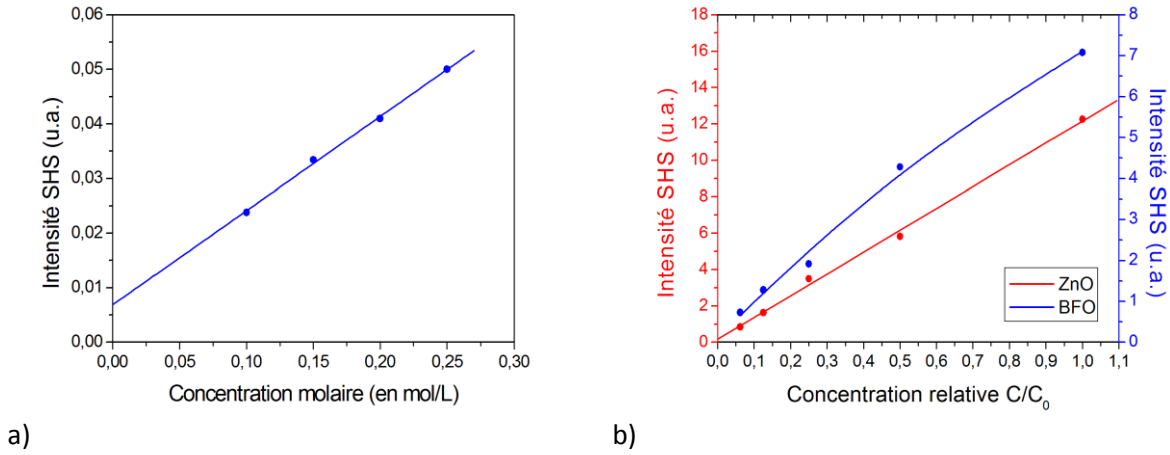 a)
0,06
0,05
0,04
0,03
0,02
0,01
0,00
Intensité SHS (u.a.)
0,00 0,05 0,10 0,15 0,20 0,25 0,30
Concentration molaire (en mol/L)
b)
18
16
14
12
10
8
6
4
2
0
Intensité SHS (u.a.)
8
7
6
5
4
3
2
1
0
Intensité SHS (u.a.)
ZnO
BFO
0,0 0,1 0,2 0,3 0,4 0,5 0,6 0,7 0,8 0,9 1,0 1,1
Concentration relative C/C₀